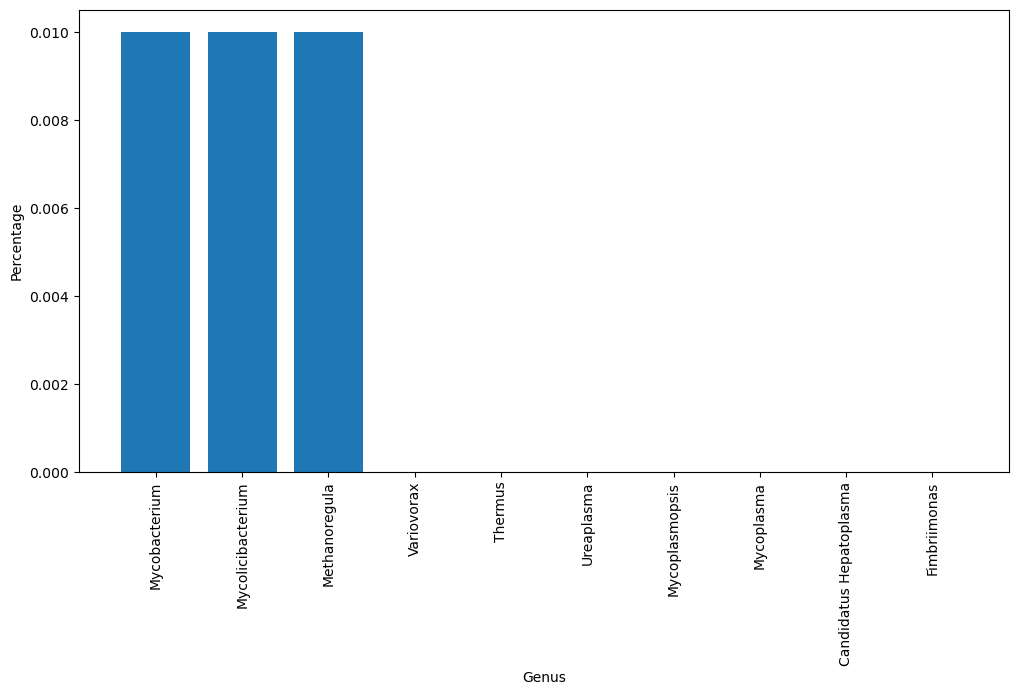 Percentage
0.010
0.008
0.006
0.004
0.002
0.000
Mycobacterium
Mycolicibacterium
Methanoregula
Variovorax
Thermus
Ureaplasma
Mycoplasmopsis
Mycoplasma
Candidatus Hepatoplasma
Fimbriimonas
Genus